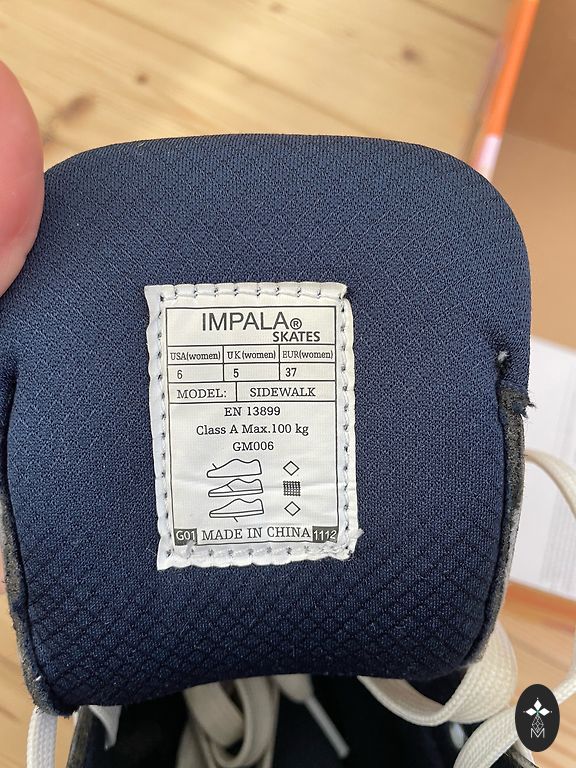 IMPALA®
SKATES
USA(women) UK(women) EUR(women)
6 5 37
MODEL: SIDEWALK
EN 13899
Class A Max.100 kg
GM006
G01 MADE IN CHINA 1112